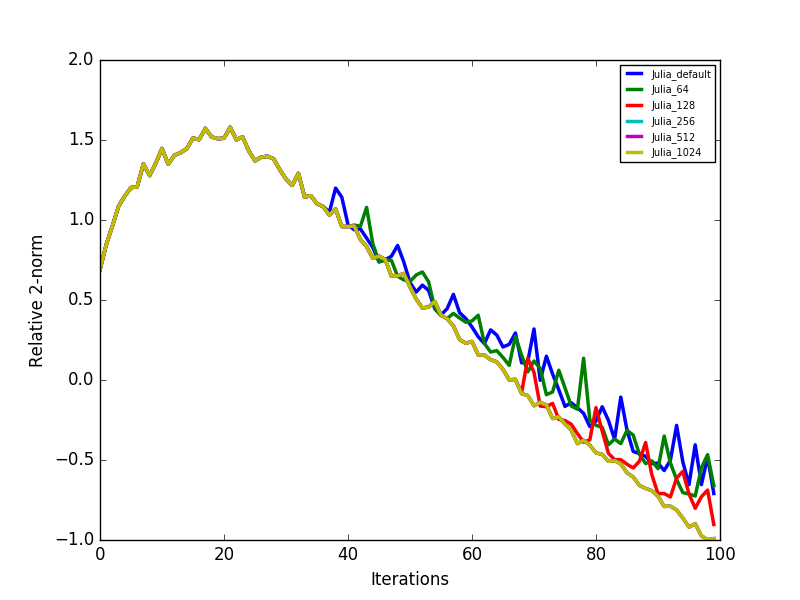 2.0
1.5
1.0
0.5
0.0
−0.5
−1.0
Relative 2-norm
0 20 40 60 80 100
Iterations
Julia_default
Julia_64
Julia_128
Julia_256
Julia_512
Julia_1024